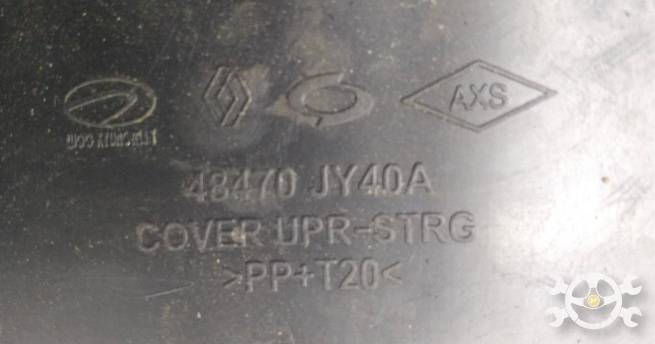 AXS
48470 JY40A
COVER UPR-STRG
>PP+T20<